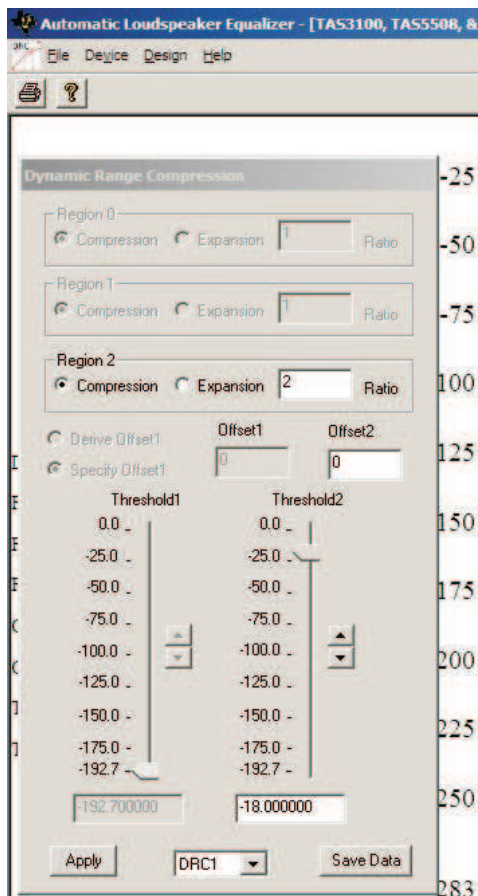 Automatic Loudspeaker Equalizer - [TAS3100, TAS5508, &
DRC File Device Design Help
Dynamic Range Compression
-25
Region 0
Compression Expansion 1 Ratio
-50
Region 1
Compression Expansion 1 Ratio
-75
Region 2
Compression Expansion 2 Ratio
100
Derive Offset1 Offset1 Offset2
Specify Offset1 0 0
125
Threshold1 Threshold2
0.0 0.0
150
-25.0 -25.0
-50.0 -50.0
175
-75.0 -75.0
-100.0 -100.0
200
-125.0 -125.0
-150.0 -150.0
225
-175.0 -175.0
-192.7 -192.7
-192.700000 -18.000000
250
Apply DRC1 Save Data
283